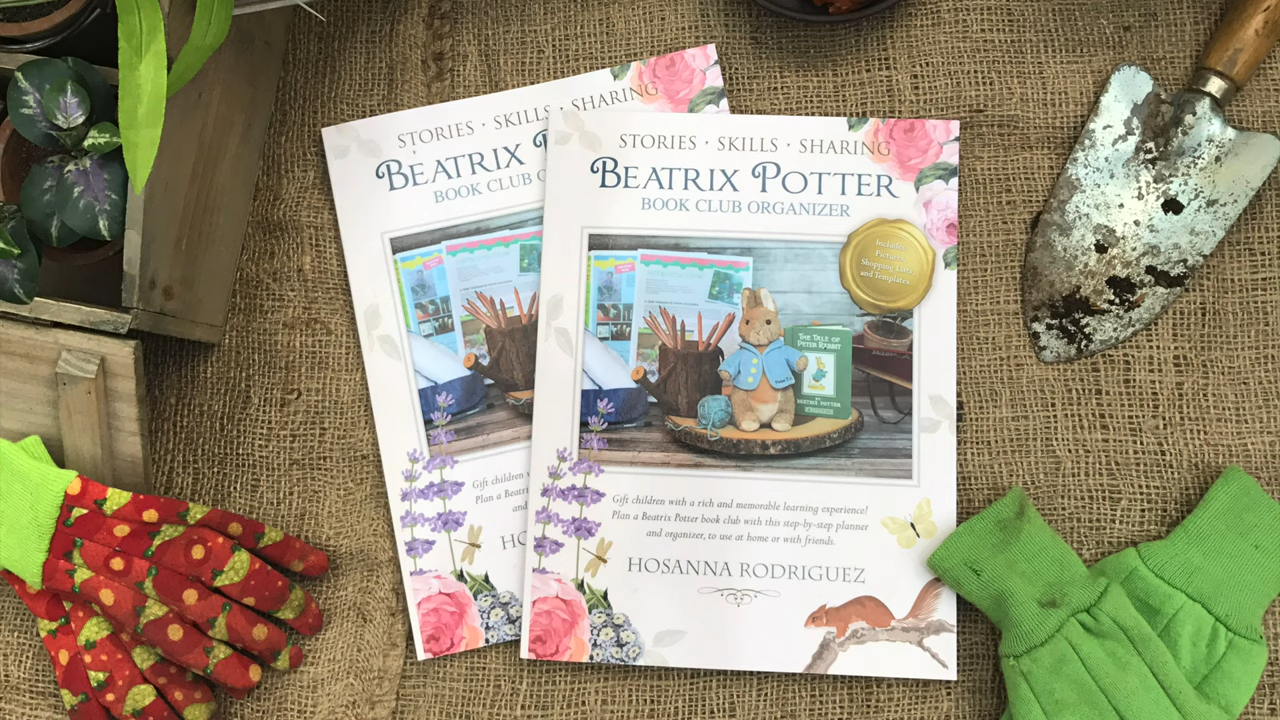 STORIES · SKILLS · SHARING
BEATRIX P
BOOK CLUB O
Gift children
Plan a Beatri
and
HO
STORIES · SKILLS · SHARING
BEATRIX POTTER
BOOK CLUB ORGANIZER
Includes
Pictures,
Shopping Lists,
and Templates
THE TALE OF
PETER RABBIT
BY
BEATRIX POTTER
Gift children with a rich and memorable learning experience!
Plan a Beatrix Potter book club with this step-by-step planner
and organizer, to use at home or with friends.
HOSANNA RODRIGUEZ